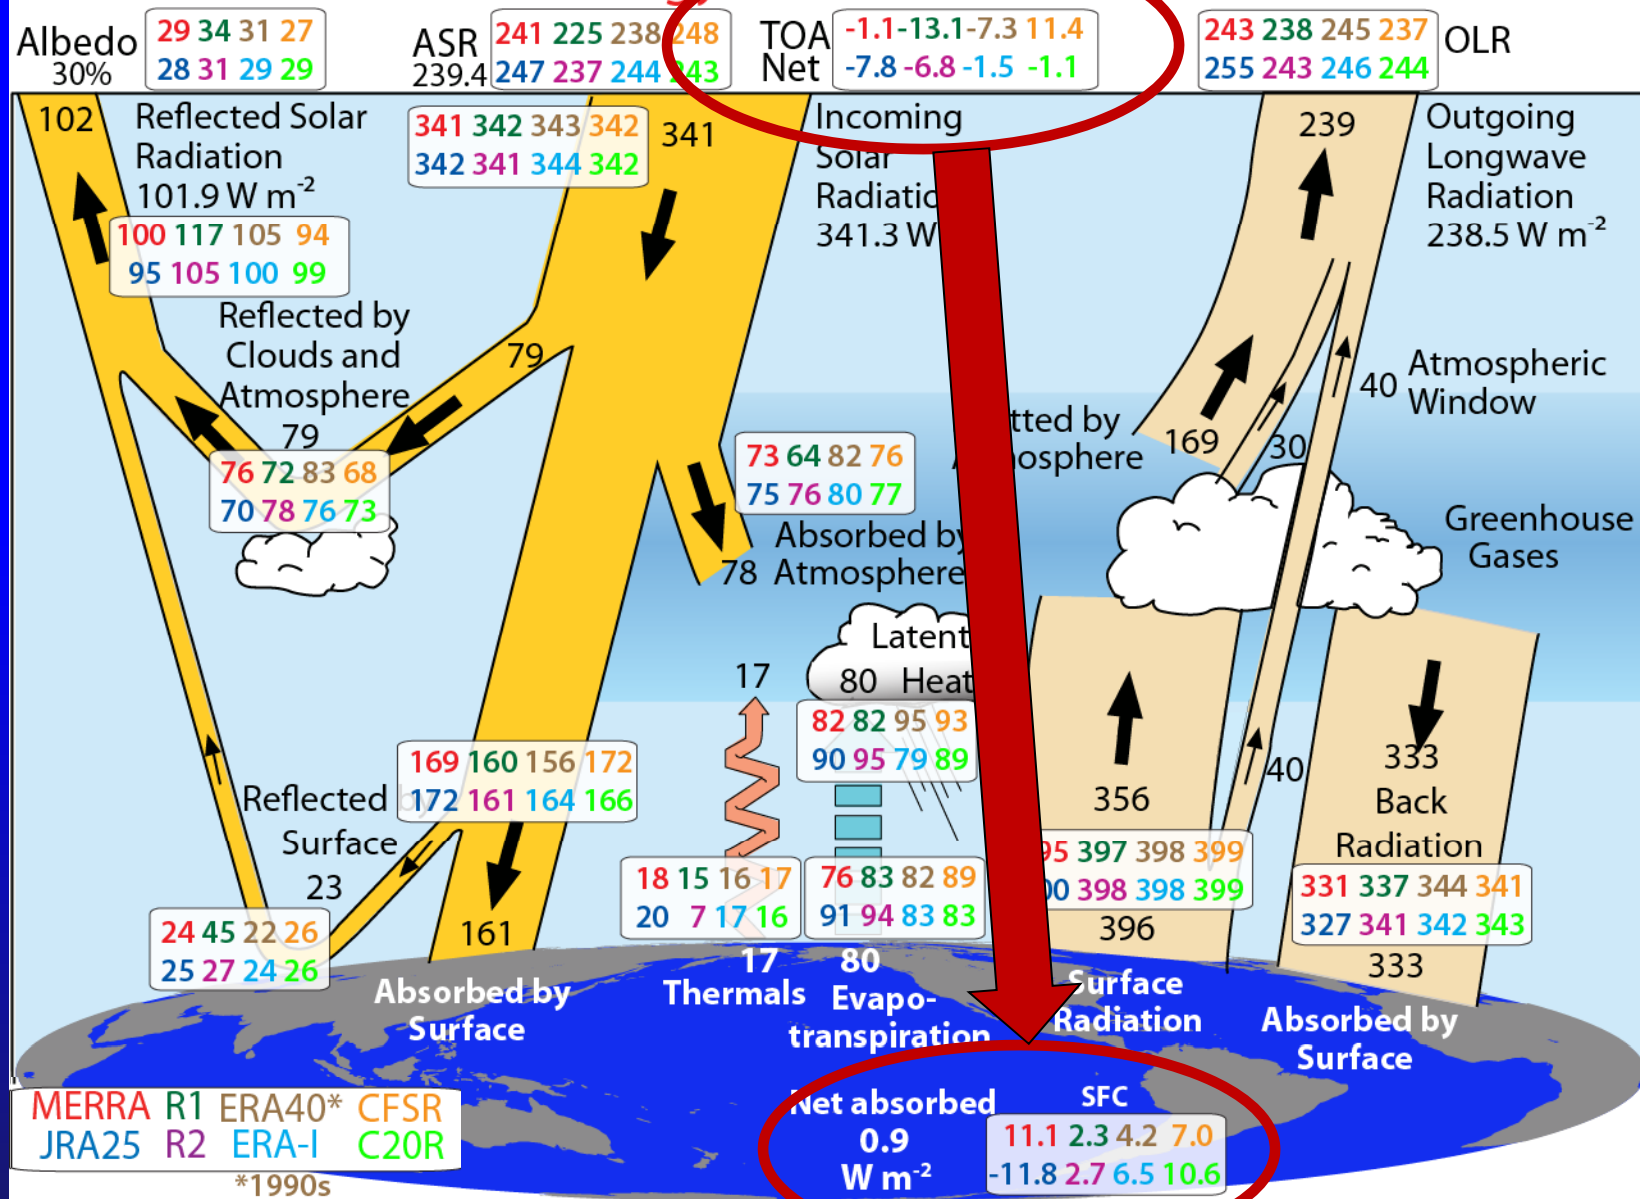 Albedo
30%
29 34 31 27
28 31 29 29
ASR
239.4
241 225 238 248
247 237 244 243
TOA
Net
-1.1 -13.1 -7.3 11.4
-7.8 -6.8 -1.5 -1.1
243 238 245 237
255 243 246 244
OLR
102
Reflected Solar
Radiation
101.9 W m-2
341 342 343 342
342 341 344 342
341
Incoming
Solar
341.3 W
239
Outgoing
Longwave
Radiation
238.5 W m-2
100 117 105 94
95 105 100 99
Reflected by
Clouds and
Atmosphere
79
79
76 72 83 68
70 78 76 73
73 64 82 76
75 76 80 77
Absorbed by
78 Atmosphere
by
169
30
40
Atmospheric
Window
Greenhouse
Gases
Latent
80 Heat
17
82 82 95 93
90 95 79 89
169 160 156 172
172 161 164 166
Reflected by
Surface
23
356
40
333
Back
Radiation
18 15 16 17
20 7 17 16
76 83 82 89
91 94 83 83
397 398 399
398 398 399
396
331 337 344 341
327 341 342 343
333
24 45 22 26
25 27 24 26
161
Absorbed by
Surface
17
Thermals
80
Evapo-
transpiration
Surface
Radiation
Absorbed by
Surface
MERRA R1 ERA40* CFSR
JRA25 R2 ERA-I C20R
*1990s
Net absorbed
0.9
W m-2
SFC
11.1 2.3 4.2 7.0
-11.8 2.7 6.5 10.6